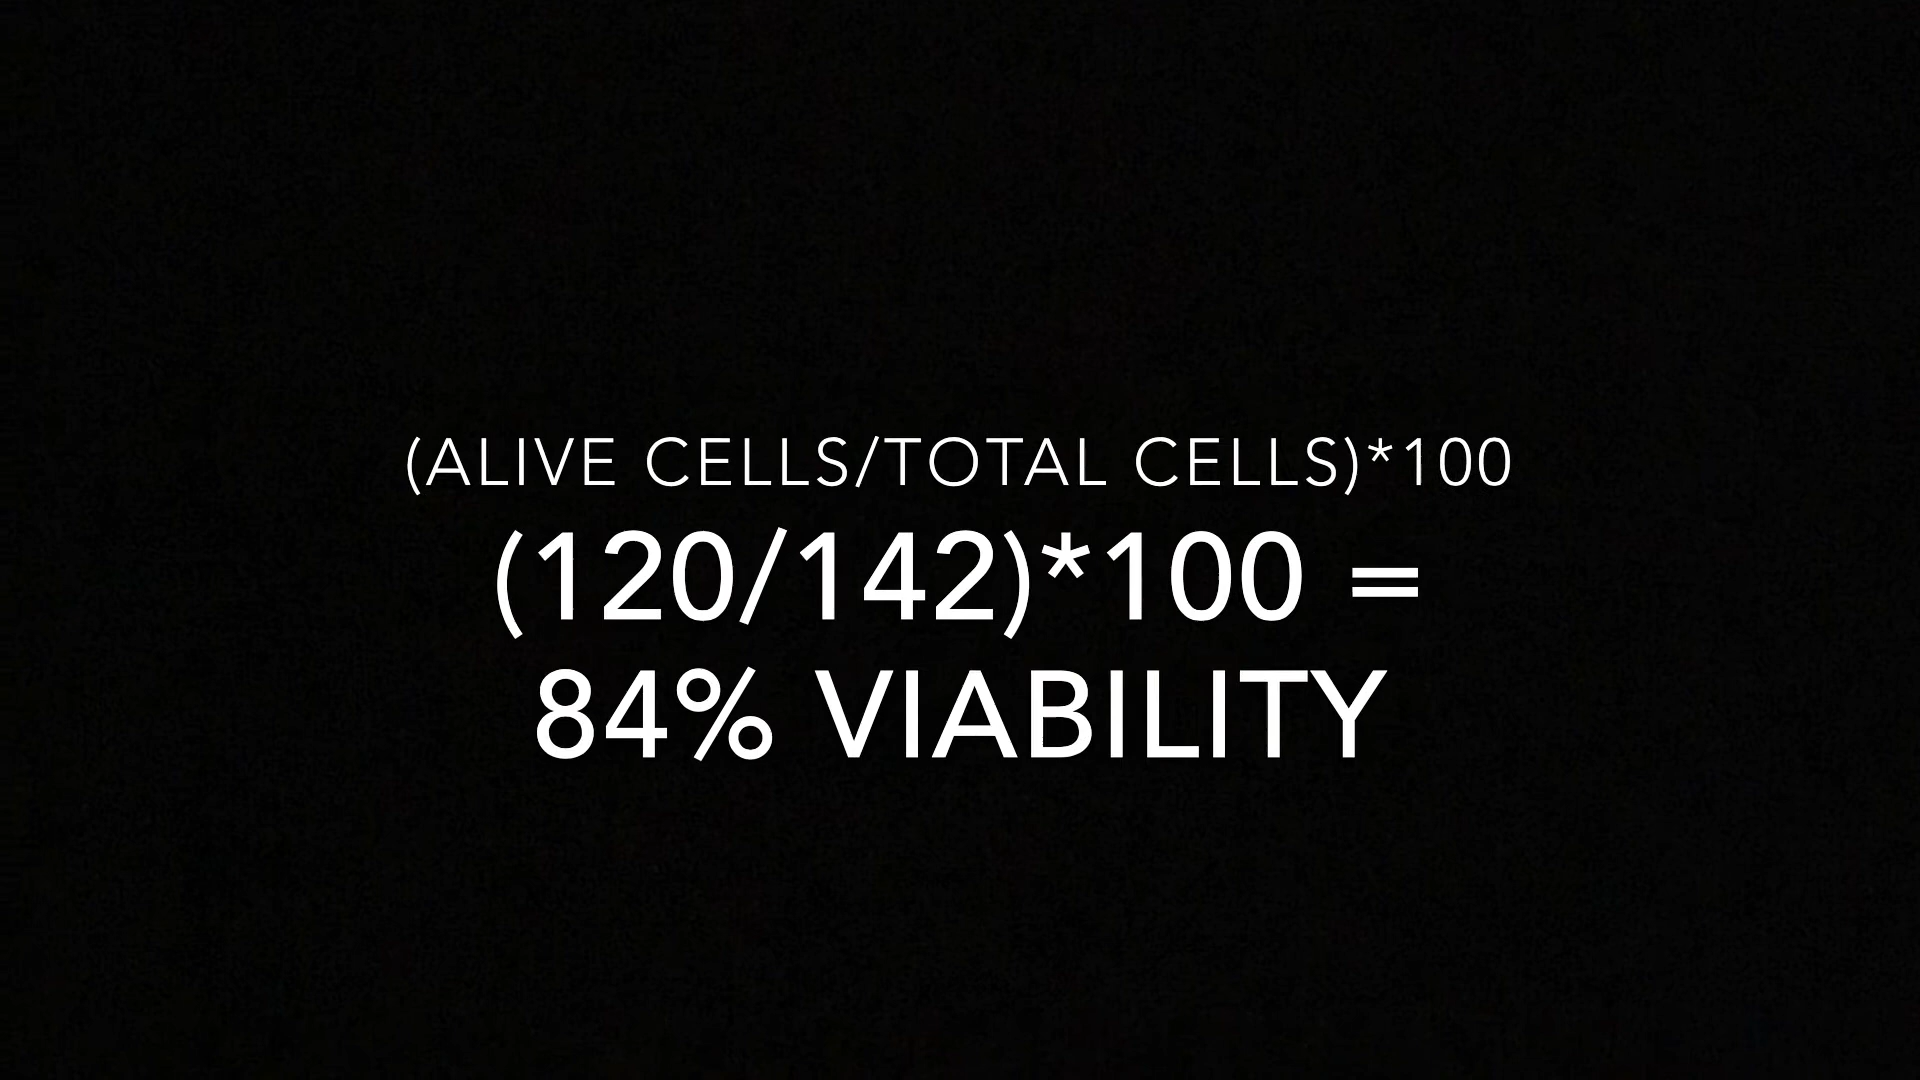 (ALIVE CELLS/TOTAL CELLS)*100
(120/142)*100 =
84% VIABILITY